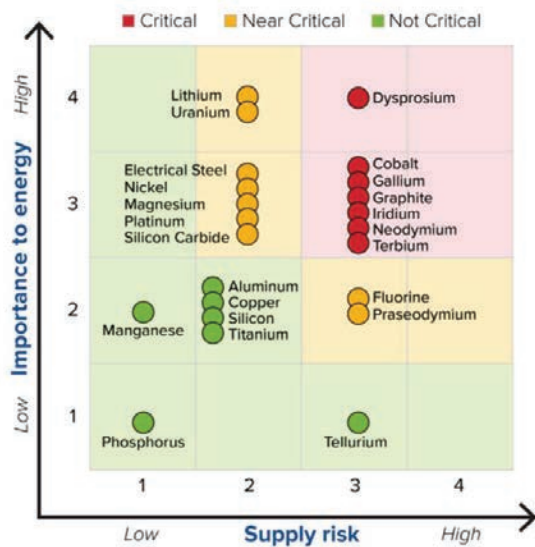 Critical
Near Critical
Not Critical
High
4
Lithium
Uranium
Dysprosium
Importance to energy
3
Electrical Steel
Nickel
Magnesium
Platinum
Silicon Carbide
Cobalt
Gallium
Graphite
Iridium
Neodymium
Terbium
2
Manganese
Aluminum
Copper
Silicon
Titanium
Fluorine
Praseodymium
Low
1
Phosphorus
Tellurium
1 2 3 4
Low Supply risk High